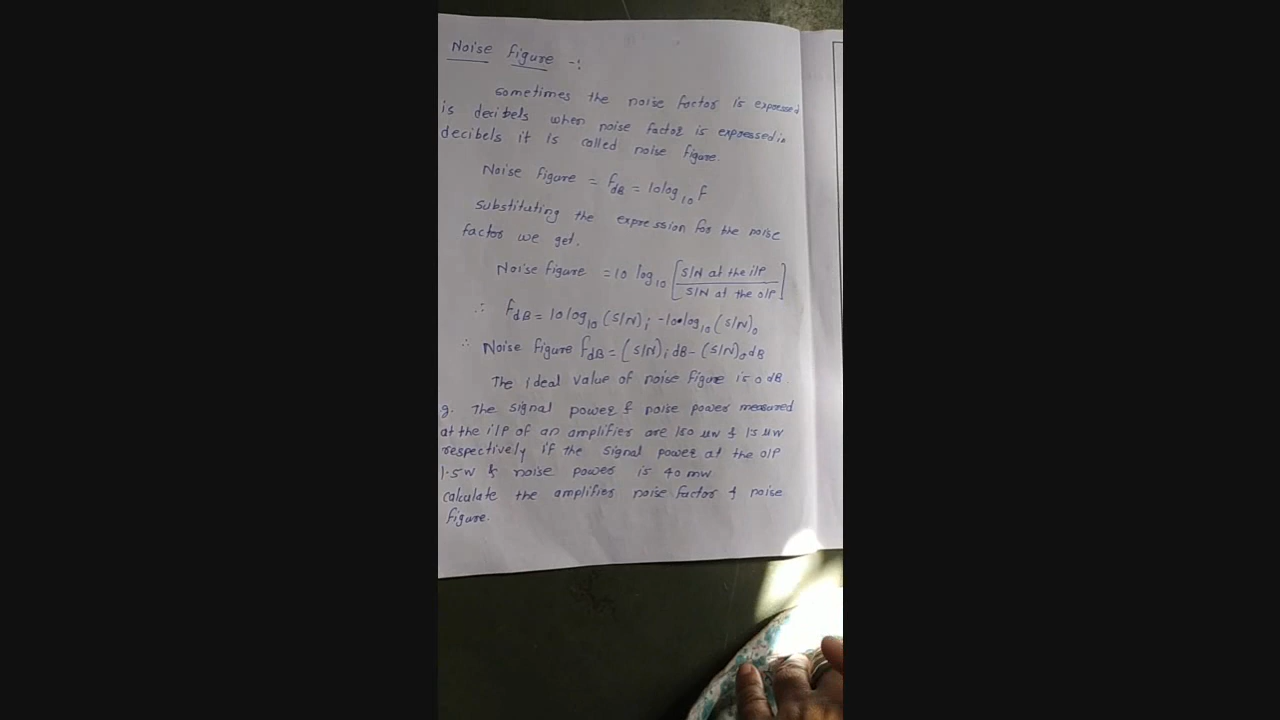 Noise figure -:
Sometimes the noise factor is expressed
is decibels when noise factor is expressed in
decibels it is called noise figure.
Noise figure = FdB = 10log10 F
Substituting the expression for the noise
factor we get.
Noise figure = 10 log10 [S/N at the i/P / S/N at the o/P]
∴ FdB = 10log10 (S/N)i - 10log10 (S/N)o
∴ Noise figure FdB = (S/N)i dB - (S/N)o dB
The ideal value of noise figure is 0 dB.
g. The signal power & noise power measured
at the i/P of an amplifier are 150 μw & 1.5 μw
respectively if the signal power at the o/P
1.5w & noise power is 40 mw
calculate the amplifier noise factor & noise
figure.